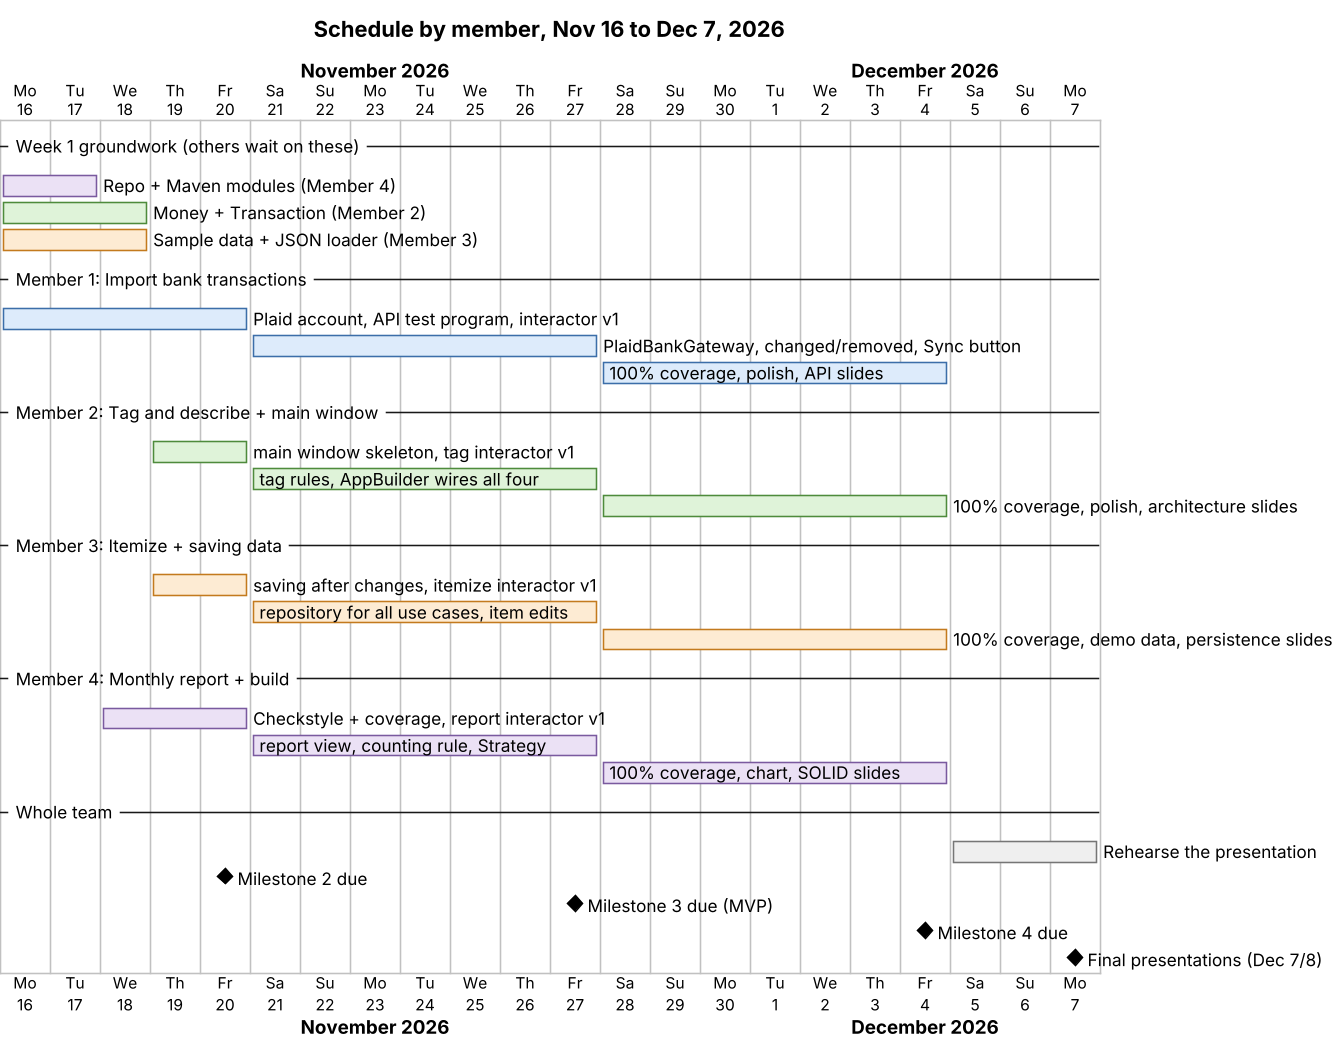 Schedule by member, Nov 16 to Dec 7, 2026
November 2026 December 2026
Mo Tu We Th Fr Sa Su Mo Tu We Th Fr Sa Su Mo Tu We Th Fr Sa Su Mo
16 17 18 19 20 21 22 23 24 25 26 27 28 29 30 1 2 3 4 5 6 7
Week 1 groundwork (others wait on these)
Repo + Maven modules (Member 4)
Money + Transaction (Member 2)
Sample data + JSON loader (Member 3)
Member 1: Import bank transactions
Plaid account, API test program, interactor v1
PlaidBankGateway, changed/removed, Sync button
100% coverage, polish, API slides
Member 2: Tag and describe + main window
main window skeleton, tag interactor v1
tag rules, AppBuilder wires all four
100% coverage, polish, architecture slides
Member 3: Itemize + saving data
saving after changes, itemize interactor v1
repository for all use cases, item edits
100% coverage, demo data, persistence slides
Member 4: Monthly report + build
Checkstyle + coverage, report interactor v1
report view, counting rule, Strategy
100% coverage, chart, SOLID slides
Whole team
Rehearse the presentation
Milestone 2 due
Milestone 3 due (MVP)
Milestone 4 due
Final presentations (Dec 7/8)
Mo Tu We Th Fr Sa Su Mo Tu We Th Fr Sa Su Mo Tu We Th Fr Sa Su Mo
16 17 18 19 20 21 22 23 24 25 26 27 28 29 30 1 2 3 4 5 6 7
November 2026 December 2026